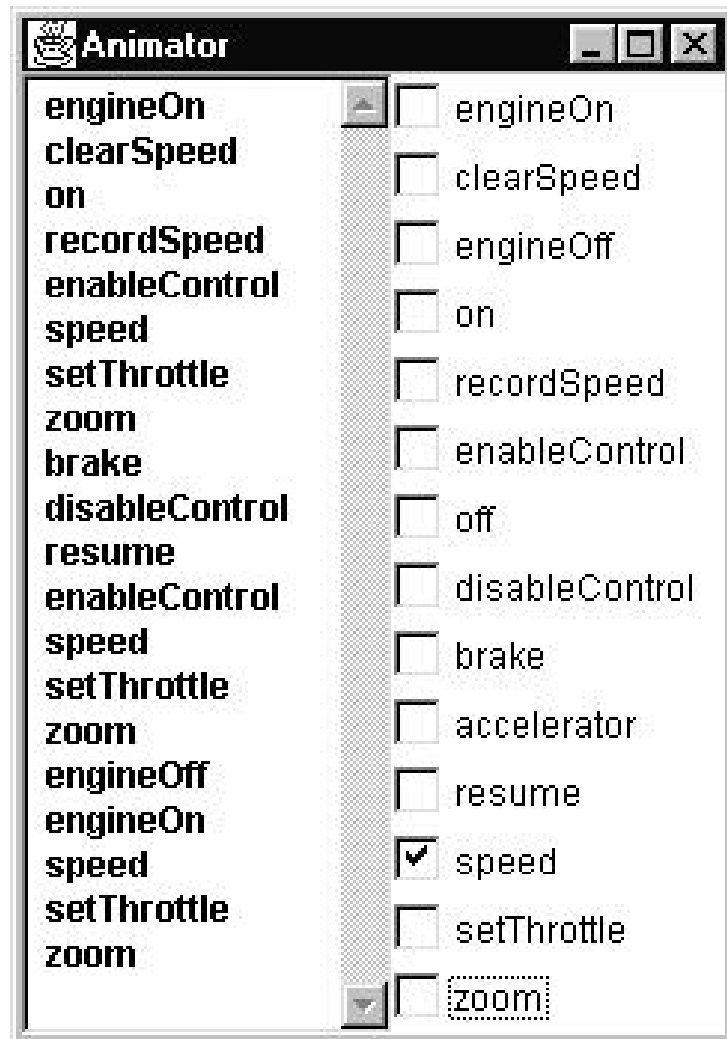 Animator
engineOn
clearSpeed
on
recordSpeed
enableControl
speed
setThrottle
zoom
brake
disableControl
resume
enableControl
speed
setThrottle
zoom
engineOff
engineOn
speed
setThrottle
zoom
engineOn
clearSpeed
engineOff
on
recordSpeed
enableControl
off
disableControl
brake
accelerator
resume
speed
setThrottle
zoom